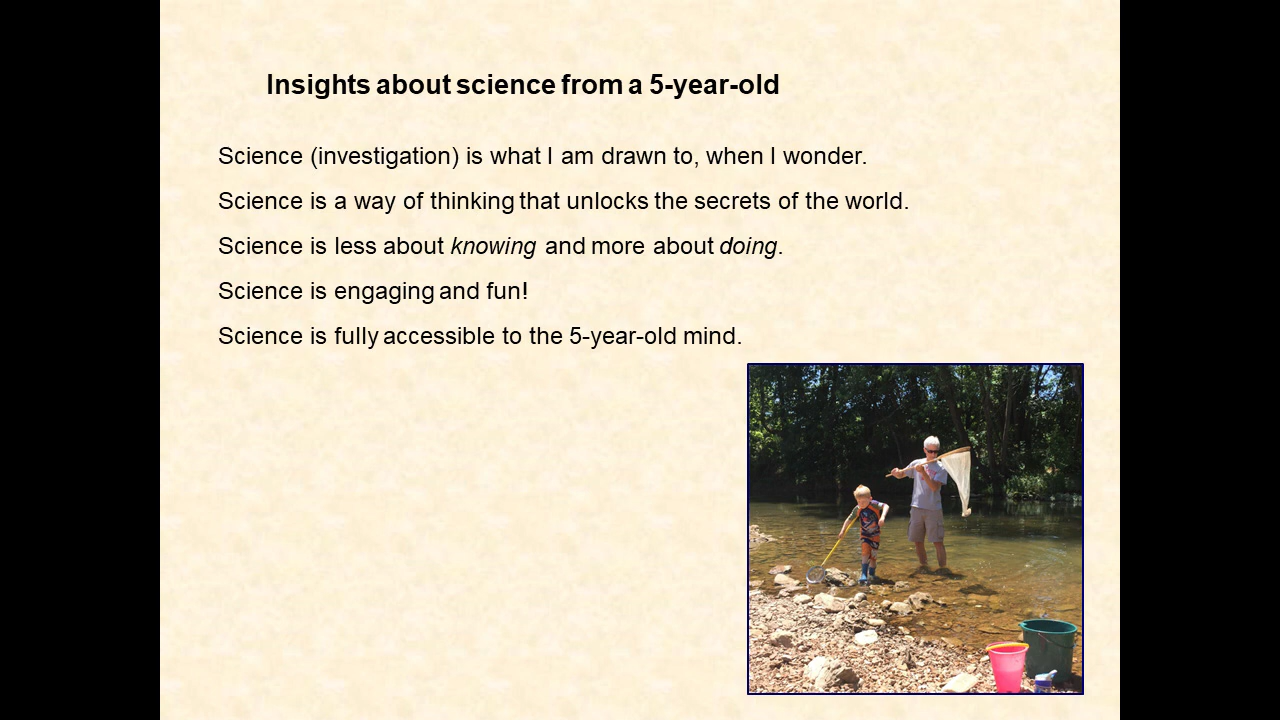 Insights about science from a 5-year-old
Science (investigation) is what I am drawn to, when I wonder.
Science is a way of thinking that unlocks the secrets of the world.
Science is less about knowing and more about doing.
Science is engaging and fun!
Science is fully accessible to the 5-year-old mind.